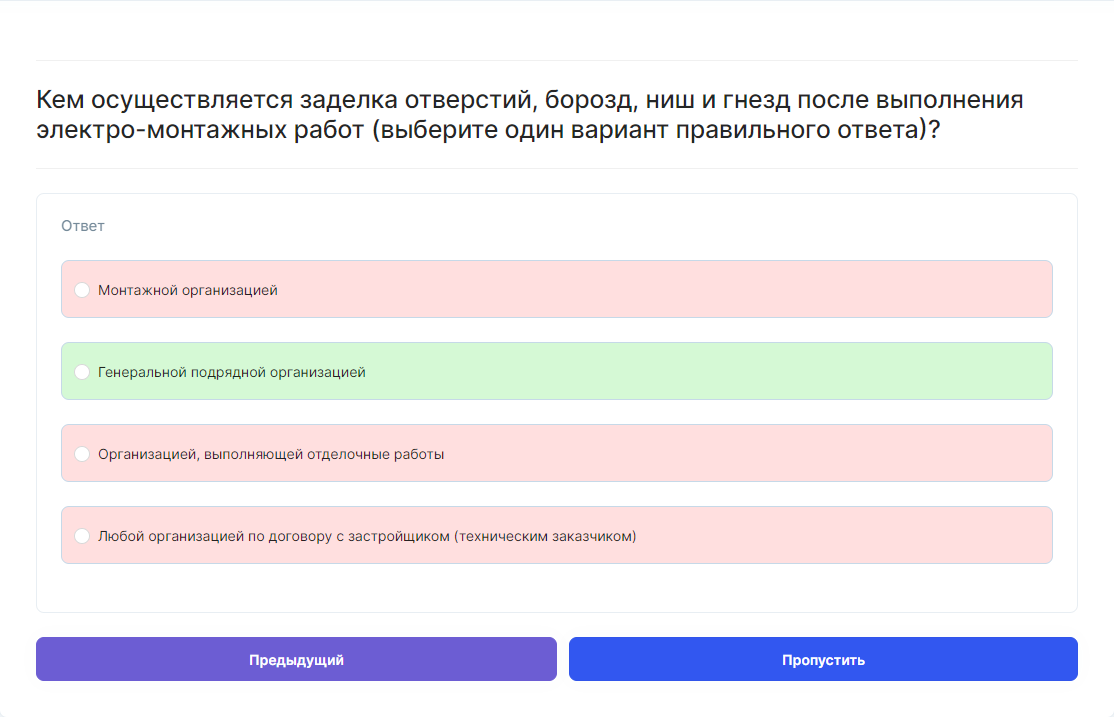 Кем осуществляется заделка отверстий, борозд, ниш и гнезд после выполнения
электро-монтажных работ (выберите один вариант правильного ответа)?
Ответ
Монтажной организацией
Генеральной подрядной организацией
Организацией, выполняющей отделочные работы
Любой организацией по договору с застройщиком (техническим заказчиком)
Предыдущий
Пропустить